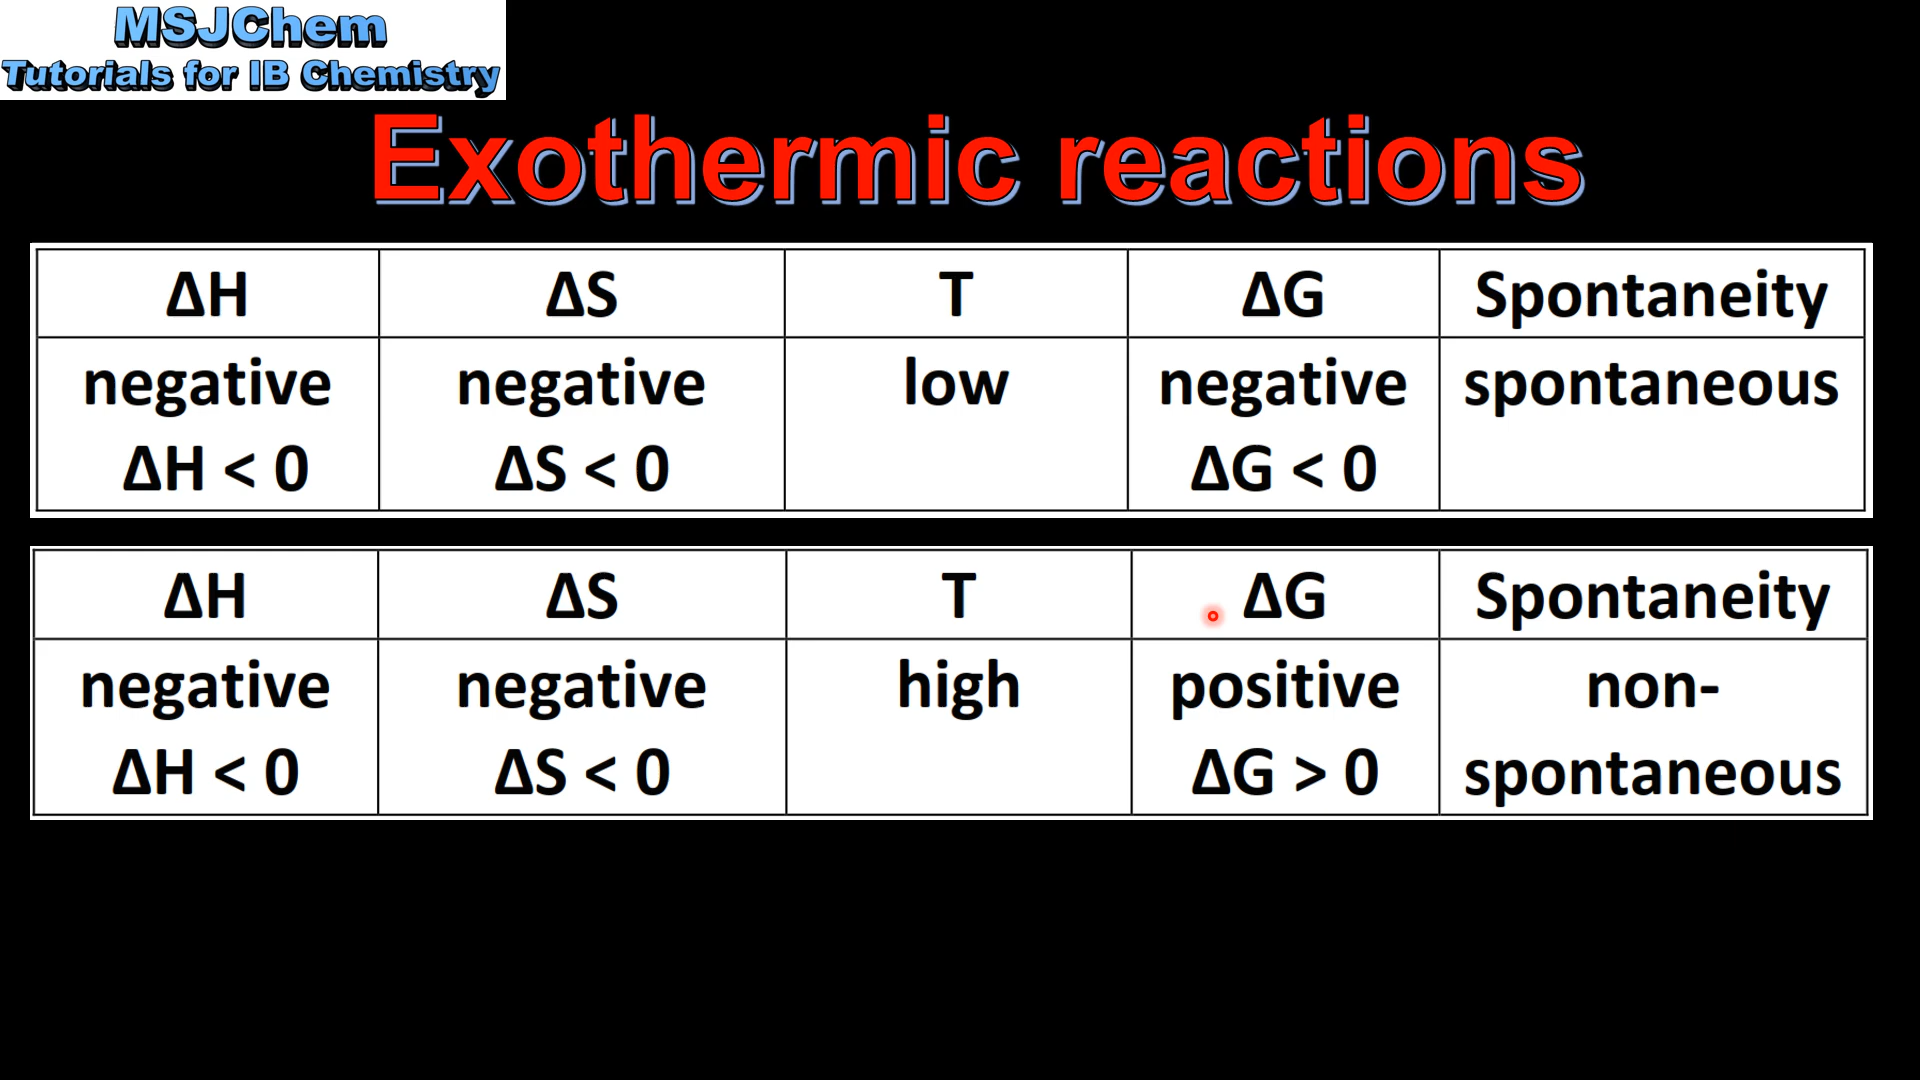 MSJChem
Tutorials for IB Chemistry
Exothermic reactions
ΔH ΔS T ΔG Spontaneity
negative negative low negative spontaneous
ΔH < 0 ΔS < 0 ΔG < 0
ΔH ΔS T ΔG Spontaneity
negative negative high positive non-
ΔH < 0 ΔS < 0 ΔG > 0 spontaneous